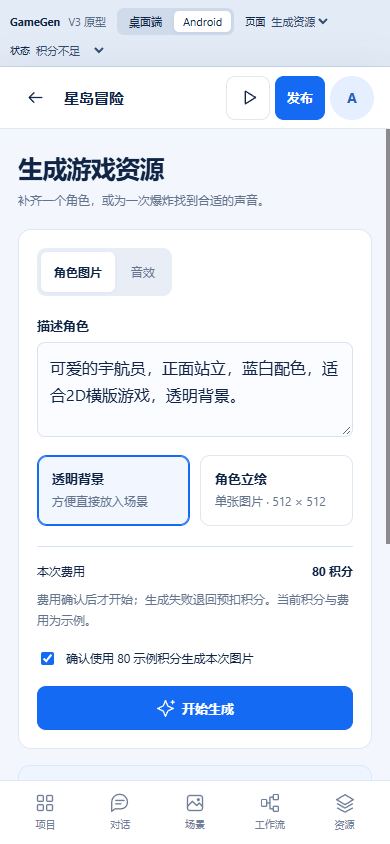 GameGen V3 原型 桌面端 Android 页面 生成资源
状态 积分不足
星岛冒险 发布 A
生成游戏资源
补齐一个角色，或为一次爆炸找到合适的声音。
角色图片 音效
描述角色
可爱的宇航员，正面站立，蓝白配色，适
合2D横版游戏，透明背景。
透明背景 角色立绘
方便直接放入场景 单张图片 · 512 × 512
本次费用 80 积分
费用确认后才开始；生成失败退回预扣积分。当前积分与费
用为示例。
确认使用 80 示例积分生成本次图片
开始生成
项目 对话 场景 工作流 资源